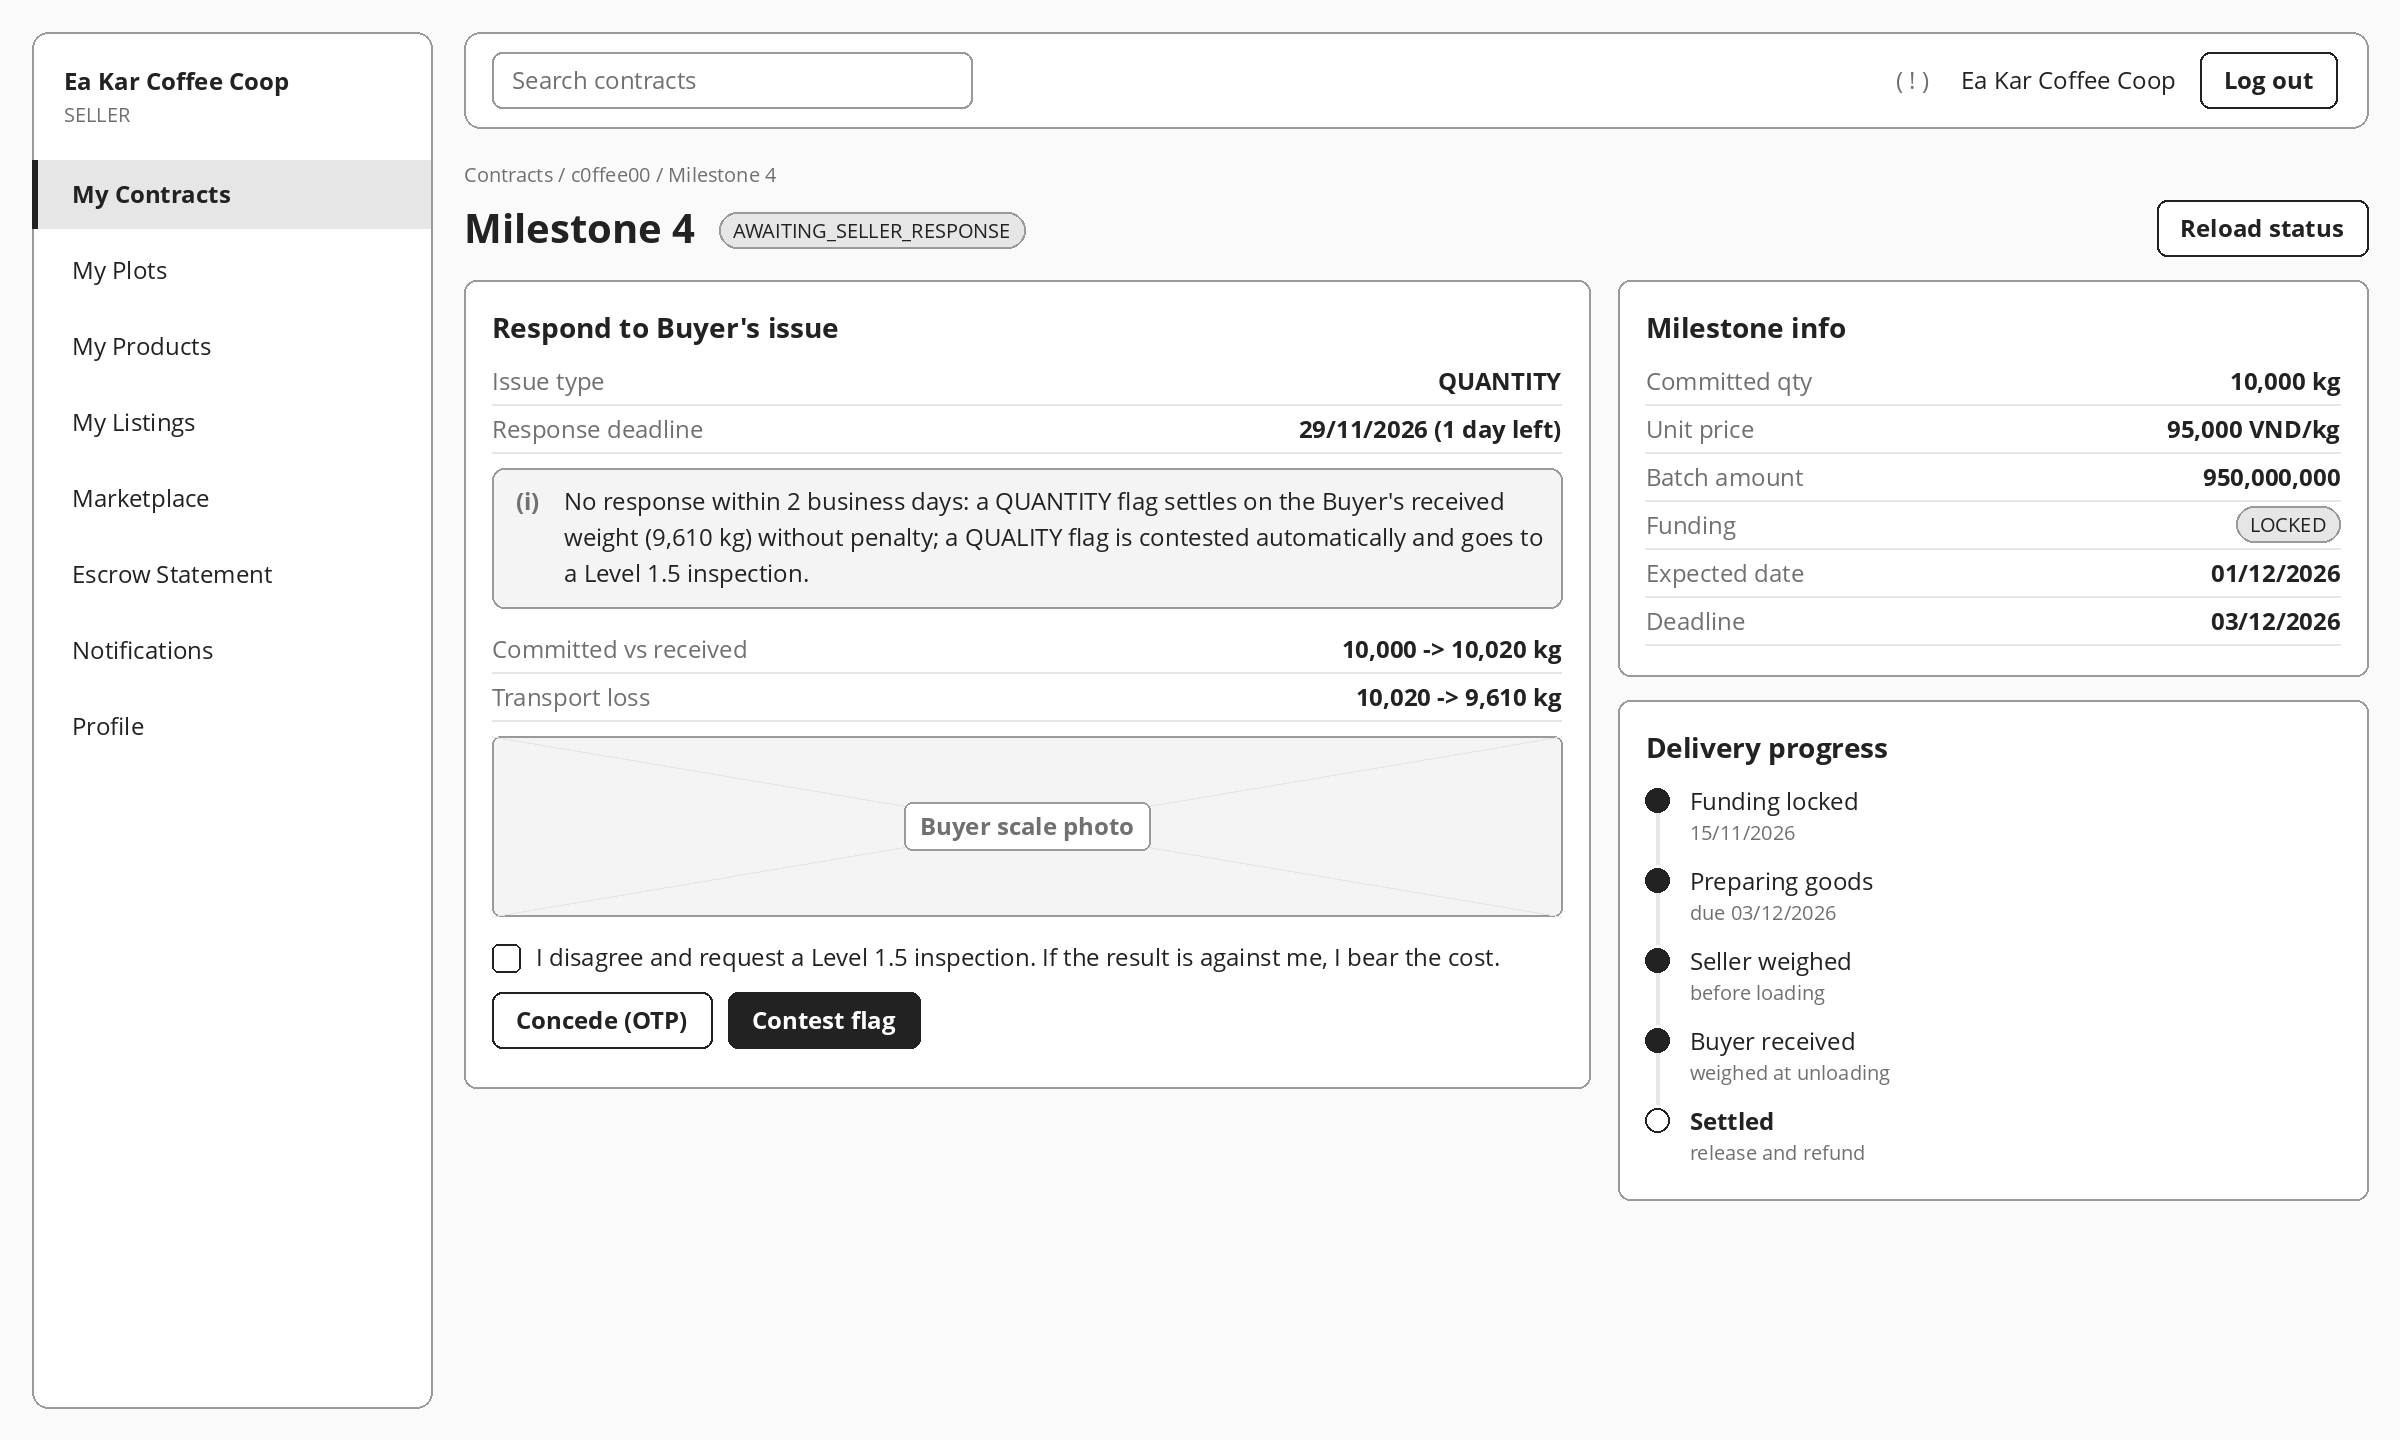 Ea Kar Coffee Coop
SELLER
My Contracts
My Plots
My Products
My Listings
Marketplace
Escrow Statement
Notifications
Profile
Search contracts
(!)
Ea Kar Coffee Coop
Log out
Contracts / c0ffee00 / Milestone 4
Milestone 4
AWAITING_SELLER_RESPONSE
Reload status
Respond to Buyer's issue
Issue type QUANTITY
Response deadline 29/11/2026 (1 day left)
(i) No response within 2 business days: a QUANTITY flag settles on the Buyer's received
weight (9,610 kg) without penalty; a QUALITY flag is contested automatically and goes to
a Level 1.5 inspection.
Committed vs received 10,000 -> 10,020 kg
Transport loss 10,020 -> 9,610 kg
Buyer scale photo
I disagree and request a Level 1.5 inspection. If the result is against me, I bear the cost.
Concede (OTP)
Contest flag
Milestone info
Committed qty 10,000 kg
Unit price 95,000 VND/kg
Batch amount 950,000,000
Funding LOCKED
Expected date 01/12/2026
Deadline 03/12/2026
Delivery progress
Funding locked
15/11/2026
Preparing goods
due 03/12/2026
Seller weighed
before loading
Buyer received
weighed at unloading
Settled
release and refund